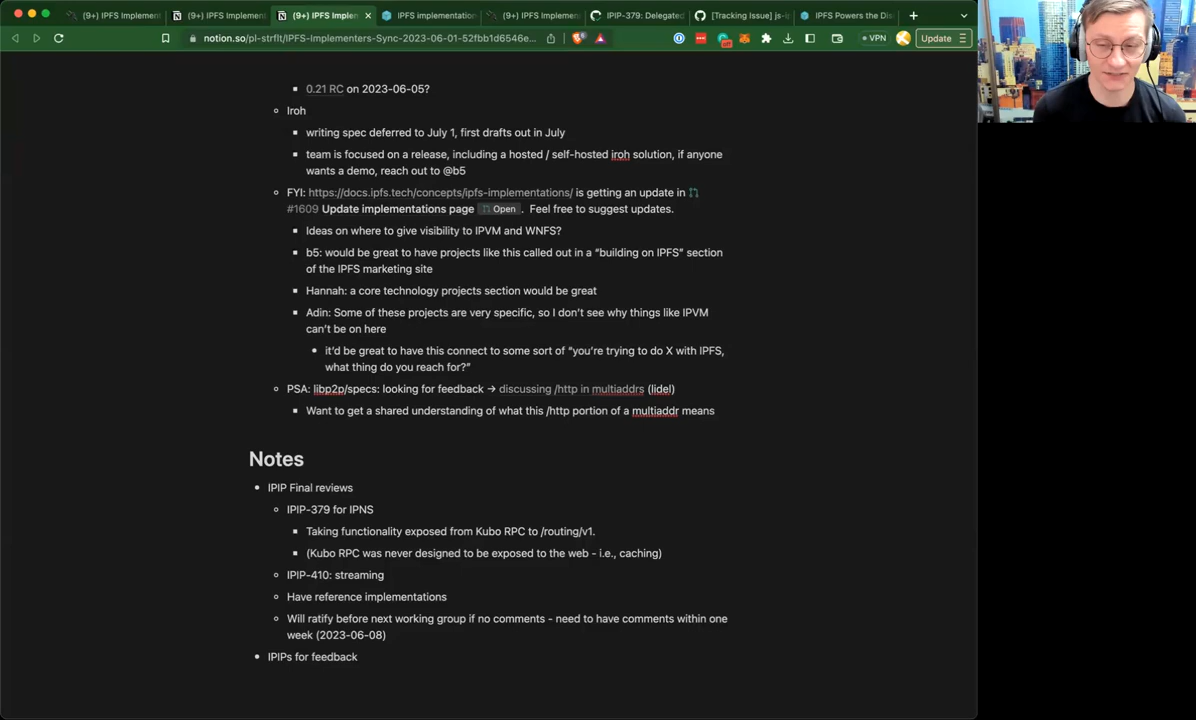 (9+) IPFS Implement
(9+) IPFS Implement
(9+) IPFS Implem
IPFS implementation
(9+) IPFS Implement
IPIP-379: Delegated
[Tracking Issue] js-i
IPFS Powers the Dis
notion.so/pl-strflt/IPFS-Implementers-Sync-2023-06-01-52fbb1d6546e...
VPN
Update
0.21 RC on 2023-06-05?
Iroh
writing spec deferred to July 1, first drafts out in July
team is focused on a release, including a hosted / self-hosted iroh solution, if anyone
wants a demo, reach out to @b5
FYI: https://docs.ipfs.tech/concepts/ipfs-implementations/ is getting an update in
#1609 Update implementations page Open . Feel free to suggest updates.
Ideas on where to give visibility to IPVM and WNFS?
b5: would be great to have projects like this called out in a “building on IPFS” section
of the IPFS marketing site
Hannah: a core technology projects section would be great
Adin: Some of these projects are very specific, so I don't see why things like IPVM
can't be on here
it'd be great to have this connect to some sort of “you're trying to do X with IPFS,
what thing do you reach for?”
PSA: libp2p/specs: looking for feedback → discussing /http in multiaddrs (lidel)
Want to get a shared understanding of what this /http portion of a multiaddr means
Notes
IPIP Final reviews
IPIP-379 for IPNS
Taking functionality exposed from Kubo RPC to /routing/v1.
(Kubo RPC was never designed to be exposed to the web - i.e., caching)
IPIP-410: streaming
Have reference implementations
Will ratify before next working group if no comments - need to have comments within one
week (2023-06-08)
IPIPs for feedback